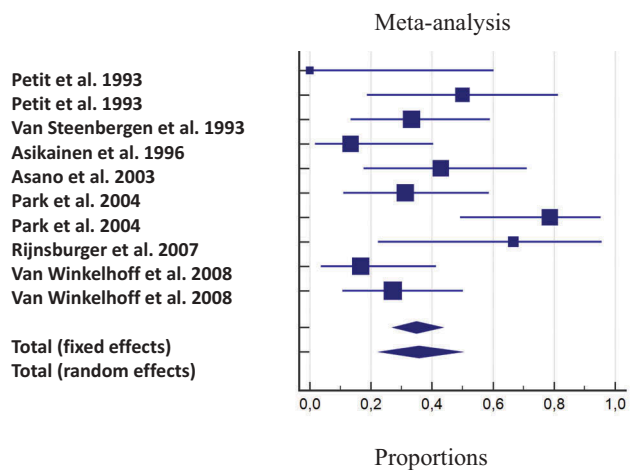 Meta-analysis
Petit et al. 1993
Petit et al. 1993
Van Steenbergen et al. 1993
Asikainen et al. 1996
Asano et al. 2003
Park et al. 2004
Park et al. 2004
Rijnsburger et al. 2007
Van Winkelhoff et al. 2008
Van Winkelhoff et al. 2008
Total (fixed effects)
Total (random effects)
0,0 0,2 0,4 0,6 0,8 1,0
Proportions